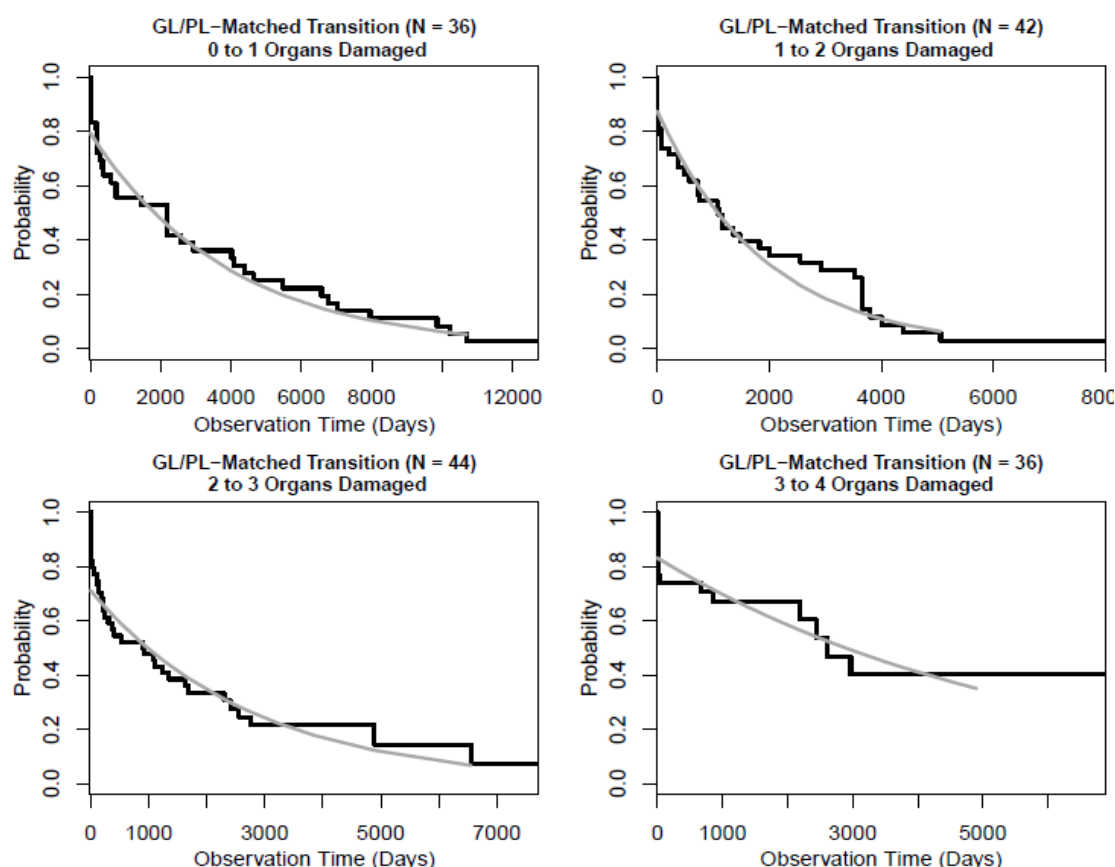 GL/PL−Matched Transition (N = 36)
0 to 1 Organs Damaged
Probability
0.0 0.2 0.4 0.6 0.8 1.0
0 2000 4000 6000 8000 12000
Observation Time (Days)
GL/PL−Matched Transition (N = 42)
1 to 2 Organs Damaged
Probability
0.0 0.2 0.4 0.6 0.8 1.0
0 2000 4000 6000 800
Observation Time (Days)
GL/PL−Matched Transition (N = 44)
2 to 3 Organs Damaged
Probability
0.0 0.2 0.4 0.6 0.8 1.0
0 1000 3000 5000 7000
Observation Time (Days)
GL/PL−Matched Transition (N = 36)
3 to 4 Organs Damaged
Probability
0.0 0.2 0.4 0.6 0.8 1.0
0 1000 2000 3000 5000
Observation Time (Days)